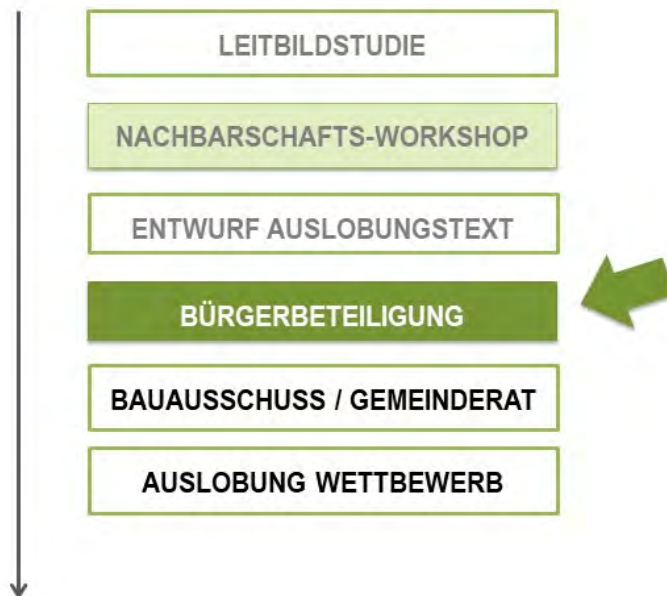 LEITBILDSTUDIE
NACHBARSCHAFTS-WORKSHOP
ENTWURF AUSLOBUNGSTEXT
BÜRGERBETEILIGUNG
BAUAUSSCHUSS / GEMEINDERAT
AUSLOBUNG WETTBEWERB